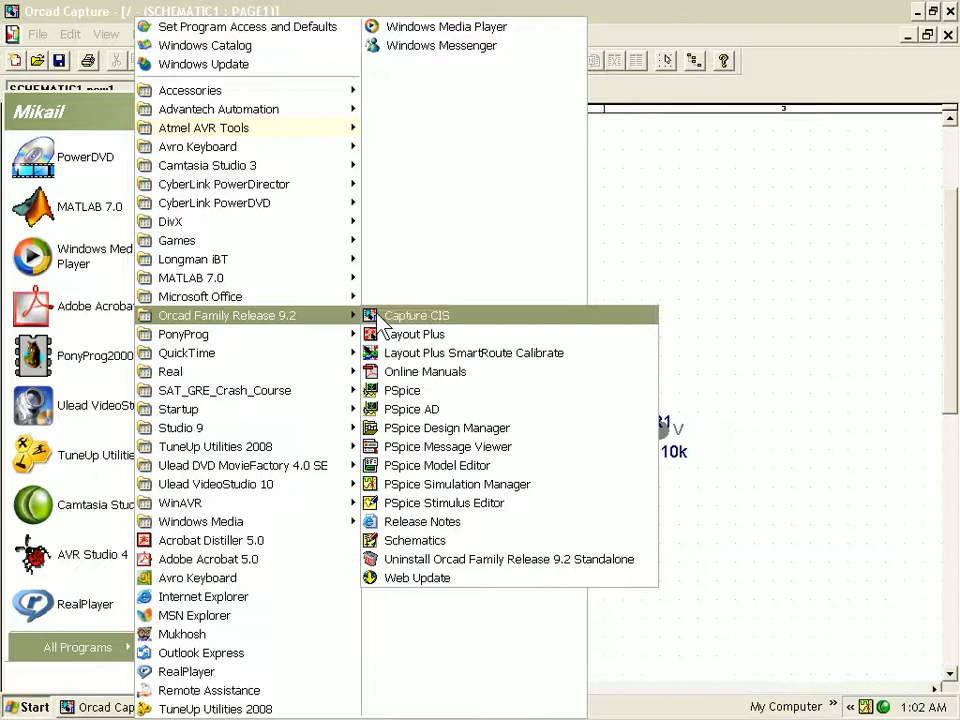 Orcad Capture - [/ - (SCHEMATIC1 : PAGE1)]
File Edit View
SCHEMATIC1
3
Mikail
PowerDVD
MATLAB 7.0
Windows Med
Player
Adobe Acroba
PonyProg2000
Ulead VideoSt
TuneUp Utilitie
Camtasia Stud
AVR Studio 4
RealPlayer
All Programs
Set Program Access and Defaults
Windows Catalog
Windows Update
Accessories
Advantech Automation
Atmel AVR Tools
Avro Keyboard
Camtasia Studio 3
CyberLink PowerDirector
CyberLink PowerDVD
DivX
Games
Longman iBT
MATLAB 7.0
Microsoft Office
Orcad Family Release 9.2
PonyProg
QuickTime
Real
SAT_GRE_Crash_Course
Startup
Studio 9
TuneUp Utilities 2008
Ulead DVD MovieFactory 4.0 SE
Ulead VideoStudio 10
WinAVR
Windows Media
Acrobat Distiller 5.0
Adobe Acrobat 5.0
Avro Keyboard
Internet Explorer
MSN Explorer
Mukhosh
Outlook Express
RealPlayer
Remote Assistance
TuneUp Utilities 2008
Windows Media Player
Windows Messenger
Capture CIS
Layout Plus
Layout Plus SmartRoute Calibrate
Online Manuals
PSpice
PSpice AD
PSpice Design Manager
PSpice Message Viewer
PSpice Model Editor
PSpice Simulation Manager
PSpice Stimulus Editor
Release Notes
Schematics
Uninstall Orcad Family Release 9.2 Standalone
Web Update
R1
V
10k
Start
Orcad Cap
My Computer
1:02 AM